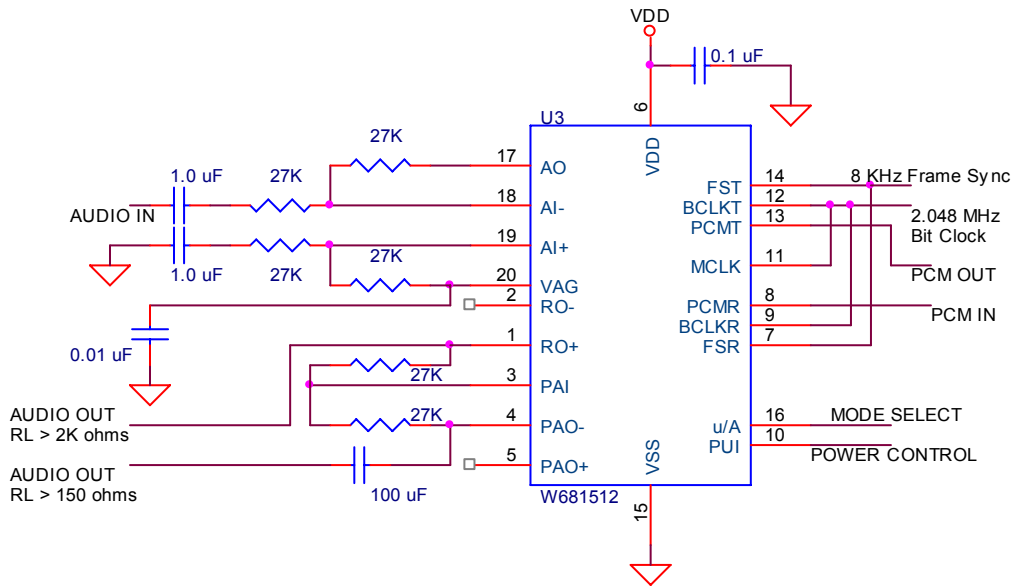 VDD
0.1 uF
6
U3
27K
17
AO
VDD
1.0 uF
27K
18
AI-
AUDIO IN
19
AI+
1.0 uF
27K
27K
20
VAG
2
RO-
0.01 uF
1
RO+
27K
3
PAI
AUDIO OUT
RL > 2K ohms
27K
4
PAO-
5
PAO+
AUDIO OUT
RL > 150 ohms
100 uF
FST
14
8 KHz Frame Sync
BCLKT
12
PCMT
13
2.048 MHz
Bit Clock
MCLK
11
PCM OUT
PCMR
8
PCM IN
BCLKR
9
FSR
7
u/A
16
MODE SELECT
PUI
10
POWER CONTROL
VSS
W681512
15